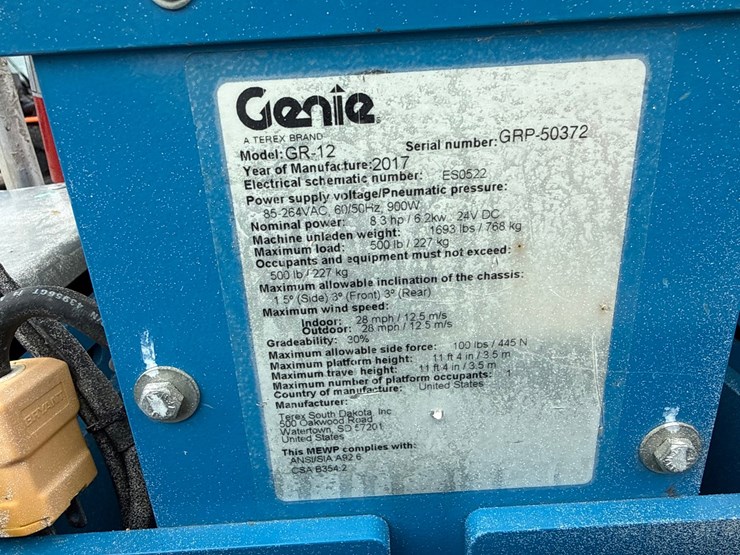 Genie
A TEREX BRAND
Model: GR-12 Serial number: GRP-50372
Year of Manufacture: 2017
Electrical schematic number: ES0522
Power supply voltage/Pneumatic pressure:
85-264VAC, 60/50Hz, 900W
Nominal power: 8.3 hp / 6.2kw, 24V DC
Machine unladen weight: 1693 lbs / 768 kg
Maximum load: 500 lb / 227 kg
Occupants and equipment must not exceed:
500 lb / 227 kg
Maximum allowable inclination of the chassis:
1.5° (Side) 3° (Front) 3° (Rear)
Maximum wind speed:
Indoor: 28 mph / 12.5 m/s
Outdoor: 28 mph / 12.5 m/s
Gradeability: 30%
Maximum allowable side force: 100 lbs / 445 N
Maximum platform height: 11 ft 4 in / 3.5 m
Maximum travel height: 11 ft 4 in / 3.5 m
Maximum number of platform occupants: 1
Country of manufacture: United States
Manufacturer:
Terex South Dakota, Inc
500 Oakwood Road
Watertown, SD 57201
United States
This MEWP complies with:
ANSI/SIA A92.6
CSA B354.2